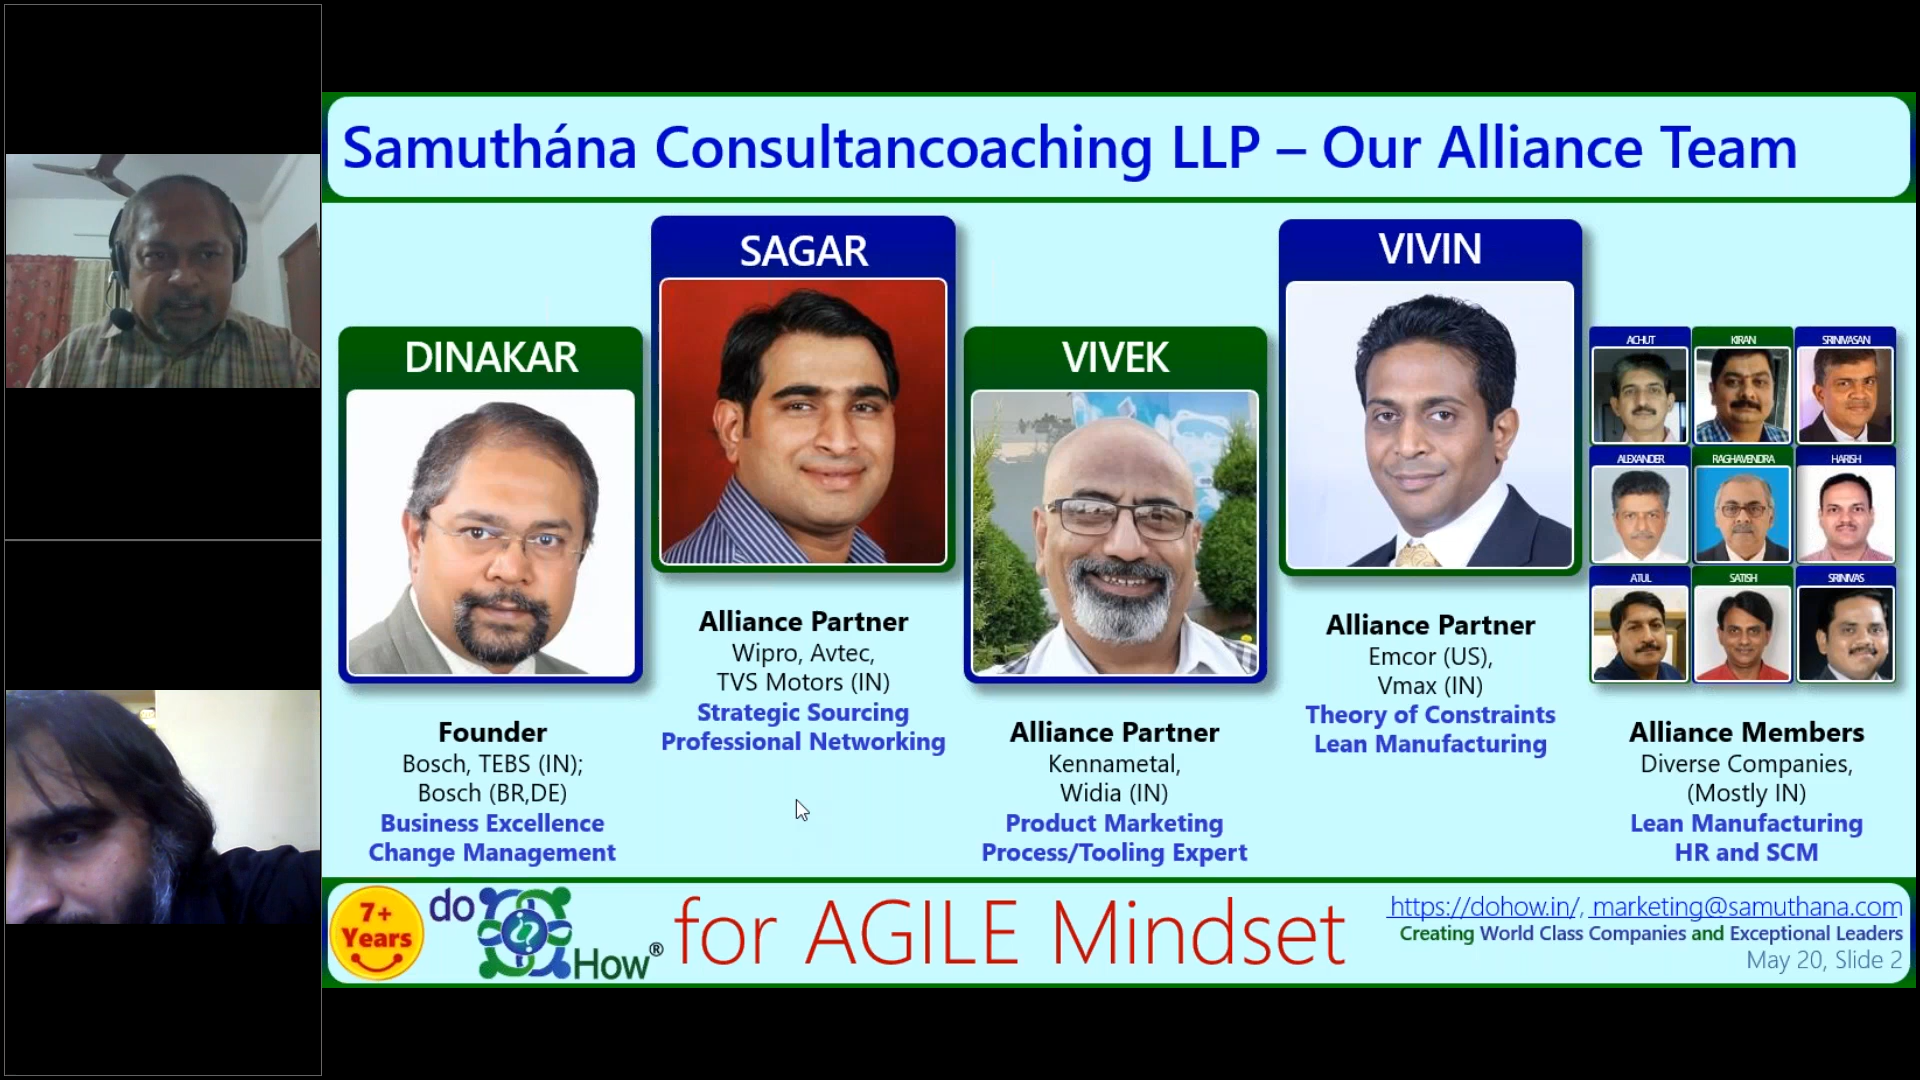 Samuthána Consultancoaching LLP – Our Alliance Team
DINAKAR
Founder
Bosch, TEBS (IN);
Bosch (BR,DE)
Business Excellence
Change Management
SAGAR
Alliance Partner
Wipro, Avtec,
TVS Motors (IN)
Strategic Sourcing
Professional Networking
VIVEK
Alliance Partner
Kennametal,
Widia (IN)
Product Marketing
Process/Tooling Expert
VIVIN
Alliance Partner
Emcor (US),
Vmax (IN)
Theory of Constraints
Lean Manufacturing
ACHUT KIRAN SRINIVASAN
ALEXANDER RAGHAVENDRA HARISH
ATUL SATISH SRINIVAS
Alliance Members
Diverse Companies,
(Mostly IN)
Lean Manufacturing
HR and SCM
7+
Years
do
How®
for AGILE Mindset
https://dohow.in/, marketing@samuthana.com
Creating World Class Companies and Exceptional Leaders
May 20, Slide 2